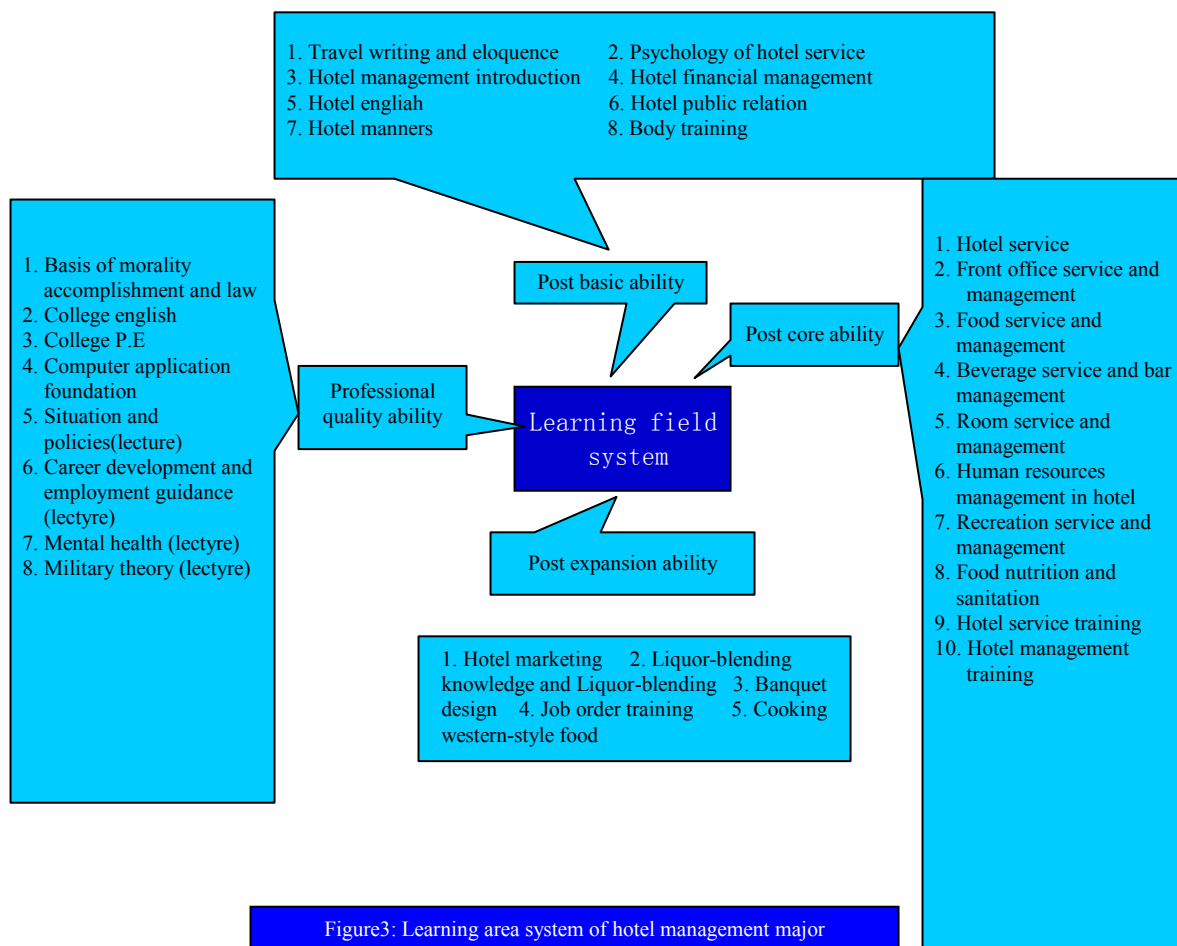 1. Travel writing and eloquence 2. Psychology of hotel service
3. Hotel management introduction 4. Hotel financial management
5. Hotel engliah 6. Hotel public relation
7. Hotel manners 8. Body training
1. Basis of morality
accomplishment and law
2. College english
3. College P.E
4. Computer application
foundation
5. Situation and
policies(lecture)
6. Career development and
employment guidance
(lectyre)
7. Mental health (lectyre)
8. Military theory (lectyre)
Professional
quality ability
Post basic ability
Post core ability
Learning field
system
Post expansion ability
1. Hotel service
2. Front office service and
management
3. Food service and
management
4. Beverage service and bar
management
5. Room service and
management
6. Human resources
management in hotel
7. Recreation service and
management
8. Food nutrition and
sanitation
9. Hotel service training
10. Hotel management
training
1. Hotel marketing 2. Liquor-blending
knowledge and Liquor-blending 3. Banquet
design 4. Job order training 5. Cooking
western-style food
Figure3: Learning area system of hotel management major